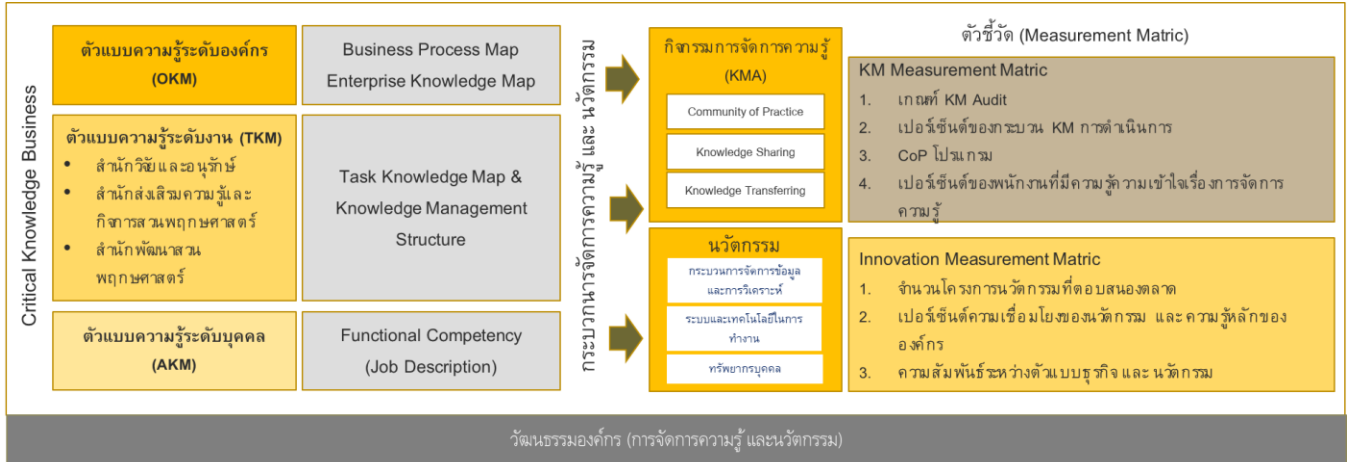 Critical Knowledge Business
ตัวแบบความรู้ระดับองค์กร
(OKM)
Business Process Map
Enterprise Knowledge Map
ตัวแบบความรู้ระดับงาน (TKM)
• สำนักวิจัยและอนุรักษ์
• สำนักส่งเสริมความรู้และ
กิจการสวนพฤกษศาสตร์
• สำนักพัฒนาสวน
พฤกษศาสตร์
Task Knowledge Map &
Knowledge Management
Structure
ตัวแบบความรู้ระดับบุคคล
(AKM)
Functional Competency
(Job Description)
กระบวนการจัดการความรู้ และ นวัตกรรม
กิจกรรมการจัดการความรู้
(KMA)
Community of Practice
Knowledge Sharing
Knowledge Transferring
นวัตกรรม
กระบวนการจัดการข้อมูล
และการวิเคราะห์
ระบบและเทคโนโลยีในการ
ทำงาน
ทรัพยากรบุคคล
ตัวชี้วัด (Measurement Matric)
KM Measurement Matric
1. เกณฑ์ KM Audit
2. เปอร์เซ็นต์ของกระบวน KM การดำเนินการ
3. CoP โปรแกรม
4. เปอร์เซ็นต์ของพนักงานที่มีความรู้ความเข้าใจเรื่องการจัดการ
ความรู้
Innovation Measurement Matric
1. จำนวนโครงการนวัตกรรมที่ตอบสนองตลาด
2. เปอร์เซ็นต์ความเชื่อมโยงของนวัตกรรม และความรู้หลักของ
องค์กร
3. ความสัมพันธ์ระหว่างตัวแบบธุรกิจ และ นวัตกรรม
วัฒนธรรมองค์กร (การจัดการความรู้ และนวัตกรรม)